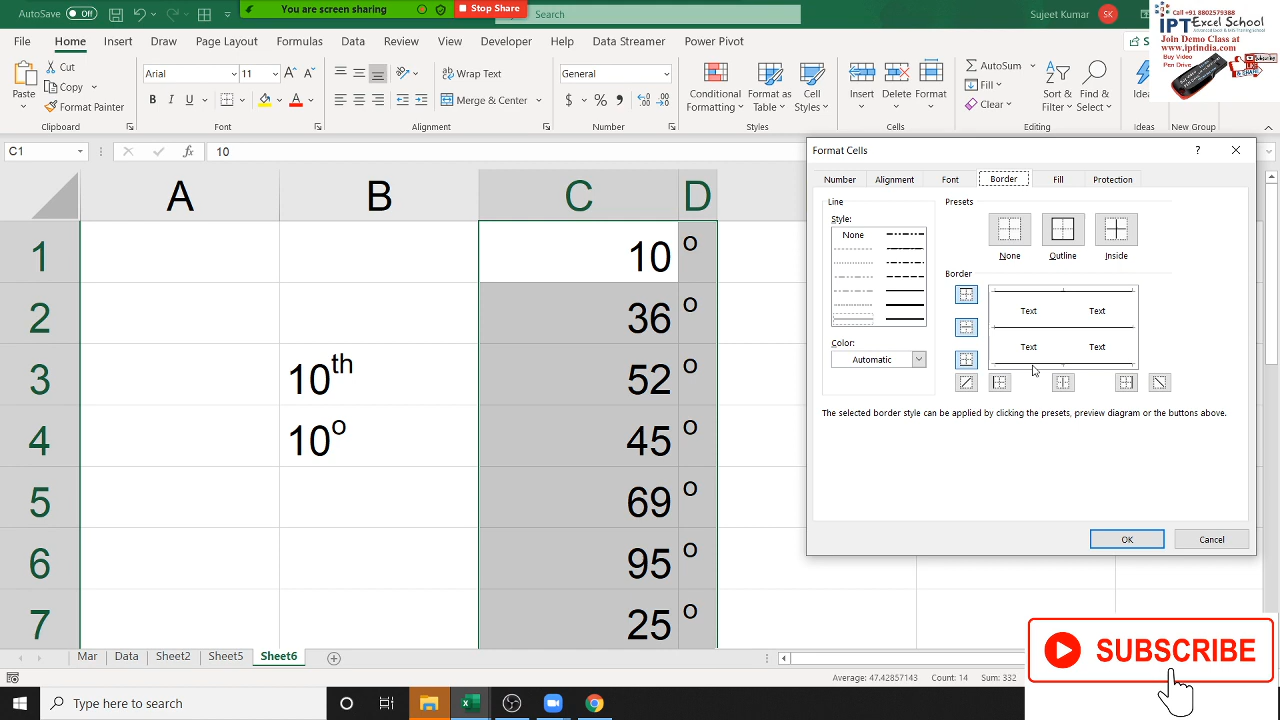 AutoSave Off
You are screen sharing
Stop Share
Search
Sujeet Kumar
SK
File Home Insert Draw Page Layout Formulas Data Review View Developer Help Data Streamer Power Pivot
Call +91 8802579388
IPT Excel School
Join Demo Class at
www.iptindia.com
Buy Video
Pen Drive
Paste
Cut
Copy
Format Painter
Arial 11
B I U
Wrap Text
Merge & Center
General
Conditional Formatting
Format as Table
Cell Styles
Insert Delete Format
AutoSum
Fill
Clear
Sort & Filter
Find & Select
Ideas
Clipboard Font Alignment Number Styles Cells Editing Ideas New Group
C1 fx 10
A B C D
1 10 o
2 36 o
3 10th 52 o
4 10o 45 o
5 69 o
6 95 o
7 25 o
Format Cells
Number Alignment Font Border Fill Protection
Line
Style:
None
Color:
Automatic
Presets
None Outline Inside
Border
Text Text
Text Text
The selected border style can be applied by clicking the presets, preview diagram or the buttons above.
OK Cancel
SUBSCRIBE
Mar Data Sheet2 Sheet5 Sheet6
Average: 47.42857143 Count: 14 Sum: 332
Type here to search